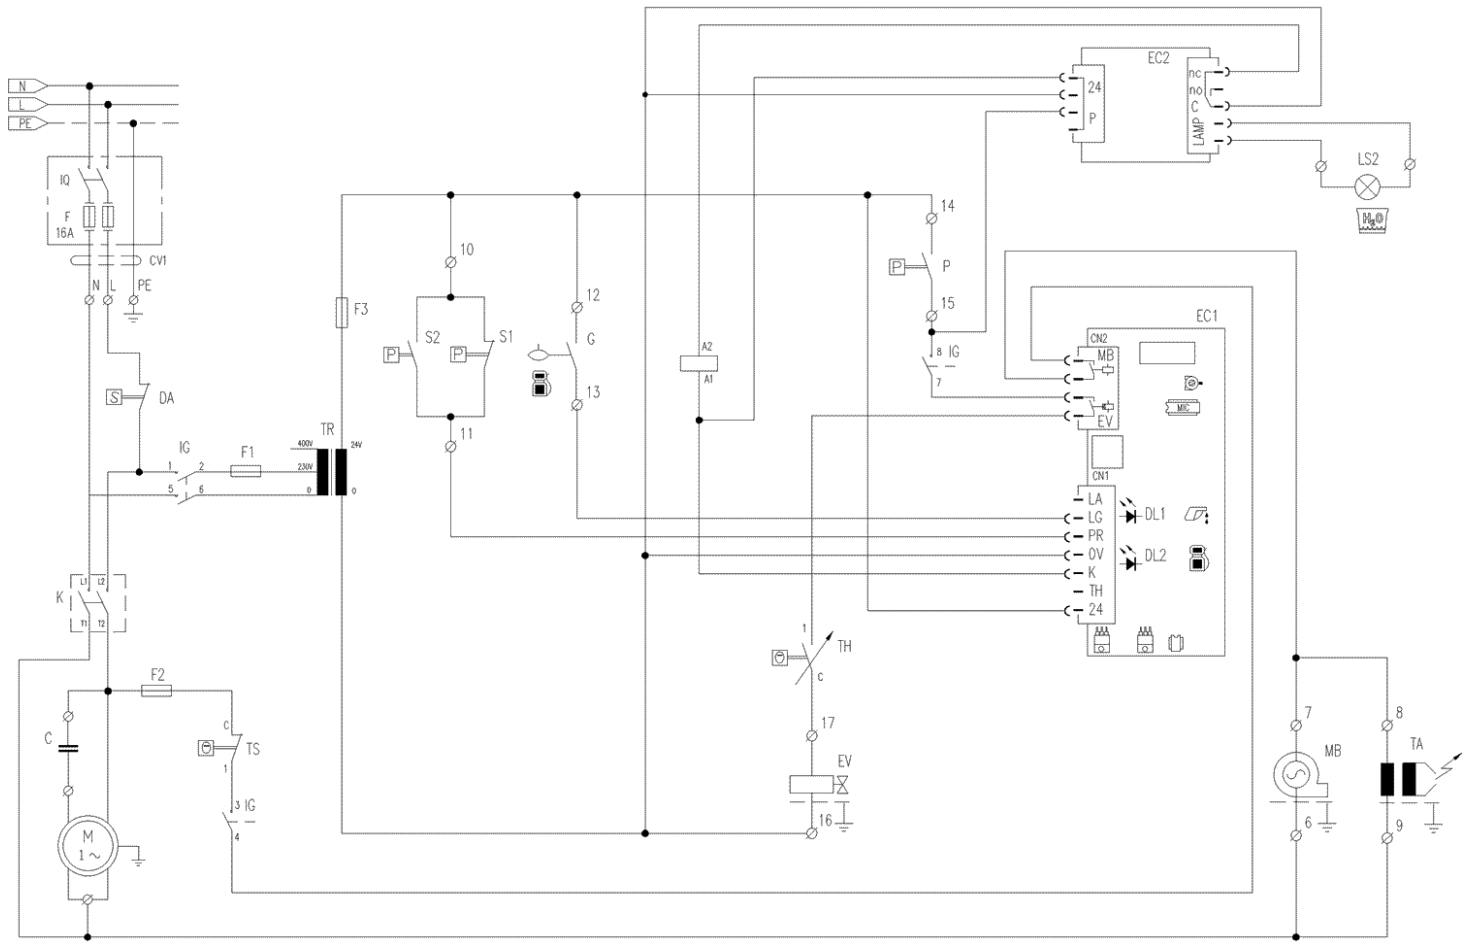 N
L
PE
IQ
F
16A
CV1
N
L
PE
S
DA
IG
1
2
5
6
F1
TR
400V
230V
0
24V
0
F3
K
L1
L2
T1
T2
F2
C
M
1~
C
TS
1
3
IG
4
10
P
S2
P
S1
11
12
G
13
A2
A1
14
P
P
15
8
IG
7
EC2
24
P
nc
no
C
LAMP
LS2
H2O
EC1
CN2
MB
EV
MIC
CN1
LA
LG
PR
0V
K
TH
24
DL1
DL2
1
TH
C
17
EV
16
7
MB
6
8
TA
9